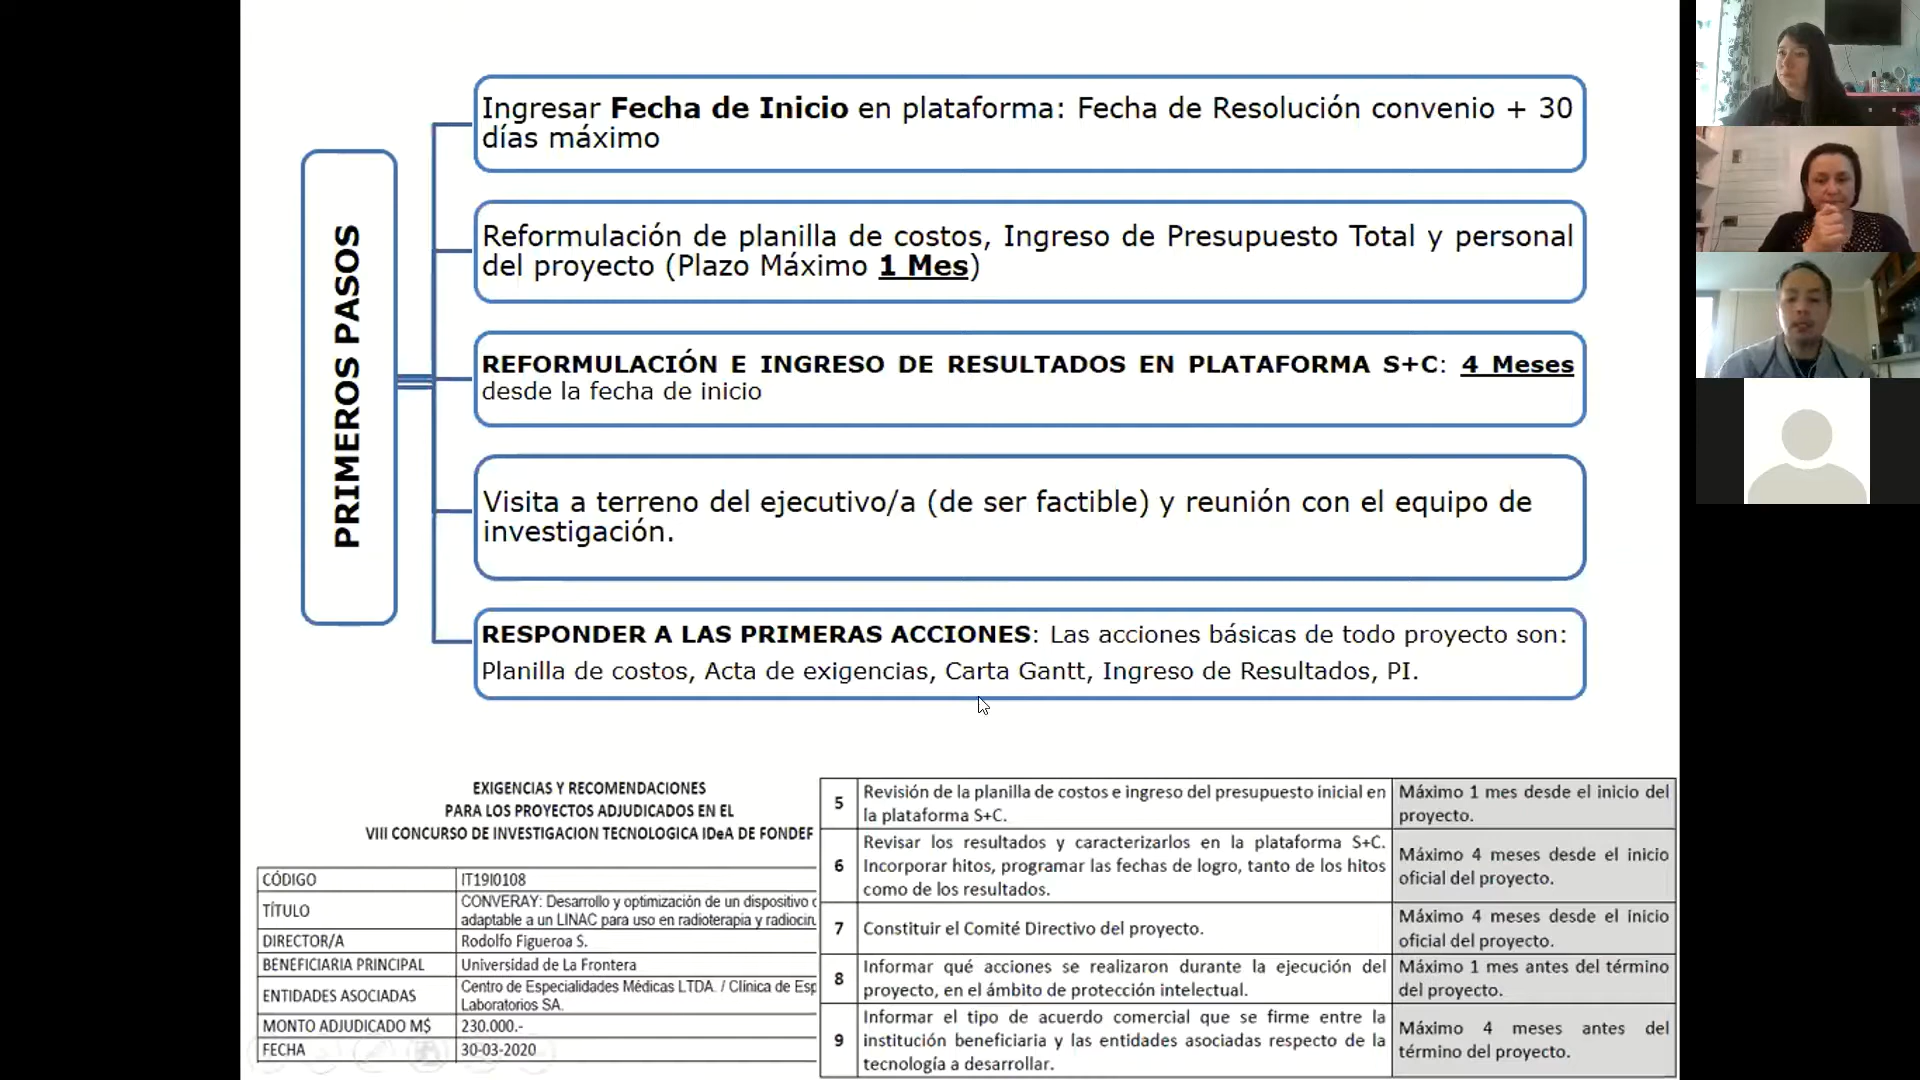 PRIMEROS PASOS
Ingresar Fecha de Inicio en plataforma: Fecha de Resolución convenio + 30
días máximo
Reformulación de planilla de costos, Ingreso de Presupuesto Total y personal
del proyecto (Plazo Máximo 1 Mes)
REFORMULACIÓN E INGRESO DE RESULTADOS EN PLATAFORMA S+C: 4 Meses
desde la fecha de inicio
Visita a terreno del ejecutivo/a (de ser factible) y reunión con el equipo de
investigación.
RESPONDER A LAS PRIMERAS ACCIONES: Las acciones básicas de todo proyecto son:
Planilla de costos, Acta de exigencias, Carta Gantt, Ingreso de Resultados, PI.
EXIGENCIAS Y RECOMENDACIONES
PARA LOS PROYECTOS ADJUDICADOS EN EL
VIII CONCURSO DE INVESTIGACION TECNOLOGICA IDeA DE FONDEF
CÓDIGO IT19I0108
TÍTULO CONVERAY: Desarrollo y optimización de un dispositivo
adaptable a un LINAC para uso en radioterapia y
DIRECTOR/A Rodolfo Figueroa S.
BENEFICIARIA PRINCIPAL Universidad de La Frontera
ENTIDADES ASOCIADAS Centro de Especialidades Médicas LTDA. / Clínica de
Laboratorios SA.
MONTO ADJUDICADO M$ 230.000.-
FECHA 30-03-2020
5 Revisión de la planilla de costos e ingreso del presupuesto inicial en
la plataforma S+C.
Máximo 1 mes desde el inicio del
proyecto.
6 Revisar los resultados y caracterizarlos en la plataforma S+C.
Incorporar hitos, programar las fechas de logro, tanto de los hitos
como de los resultados.
Máximo 4 meses desde el inicio
oficial del proyecto.
7 Constituir el Comité Directivo del proyecto.
Máximo 4 meses desde el inicio
oficial del proyecto.
8 Informar qué acciones se realizaron durante la ejecución del
proyecto, en el ámbito de protección intelectual.
Máximo 1 mes antes del término
del proyecto.
9 Informar el tipo de acuerdo comercial que se firme entre la
institución beneficiaria y las entidades asociadas respecto de la
tecnología a desarrollar.
Máximo 4 meses antes del
término del proyecto.